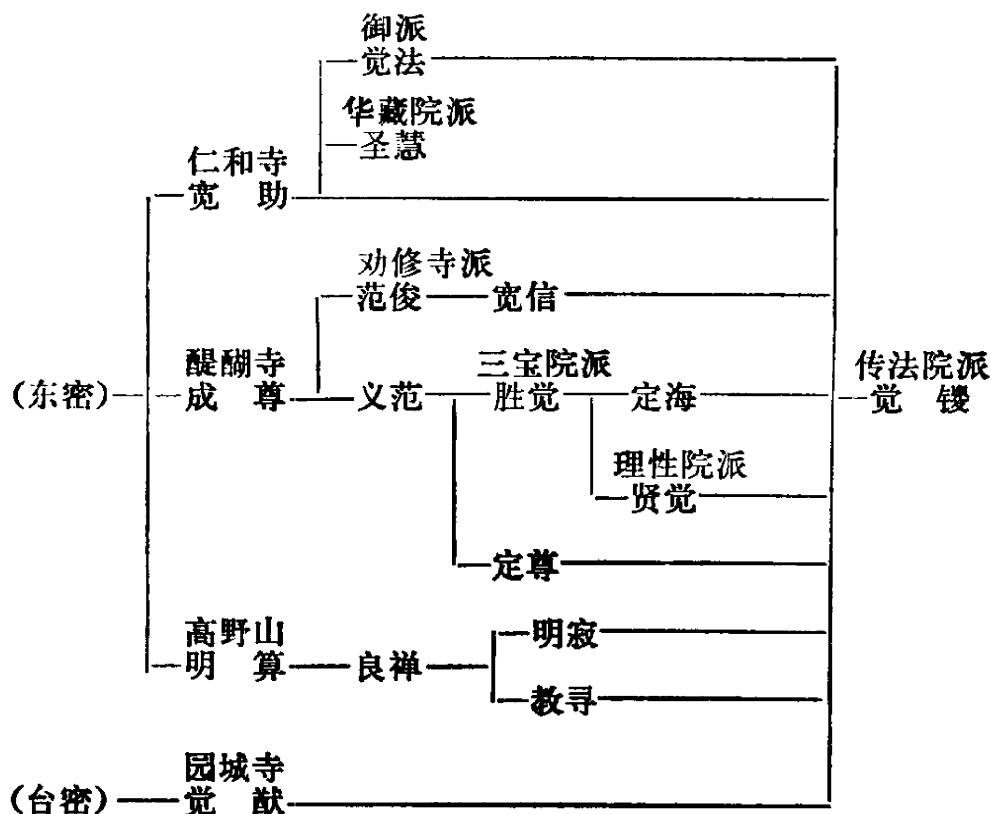 御派
觉法
华藏院派
圣慧
仁和寺
宽 助
劝修寺派
范俊 宽信
醍醐寺 三宝院派 传法院派
(东密) 成 尊 义范 胜觉 定海 觉 鑁
理性院派
贤觉
定尊
高野山 明寂
明 算 良禅
教寻
园城寺
(台密) 觉 猷